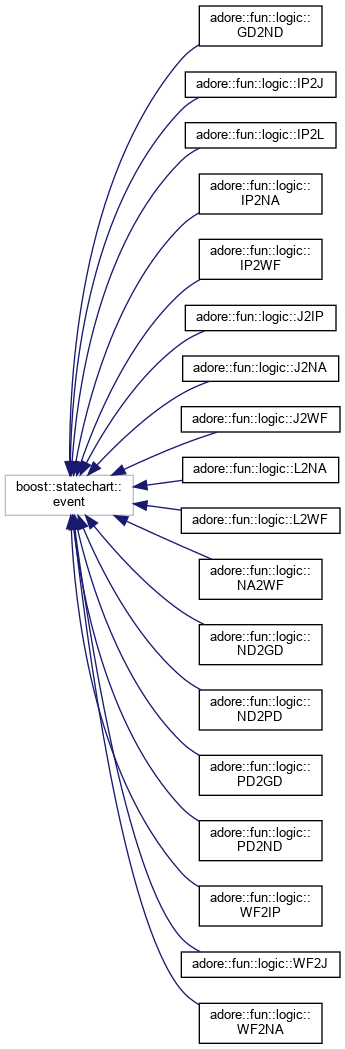 adore::fun::logic::
GD2ND
adore::fun::logic::IP2J
adore::fun::logic::IP2L
adore::fun::logic::
IP2NA
adore::fun::logic::
IP2WF
adore::fun::logic::J2IP
adore::fun::logic::J2NA
adore::fun::logic::J2WF
adore::fun::logic::L2NA
boost::statechart::
event
adore::fun::logic::L2WF
adore::fun::logic::
NA2WF
adore::fun::logic::
ND2GD
adore::fun::logic::
ND2PD
adore::fun::logic::
PD2GD
adore::fun::logic::
PD2ND
adore::fun::logic::
WF2IP
adore::fun::logic::WF2J
adore::fun::logic::
WF2NA